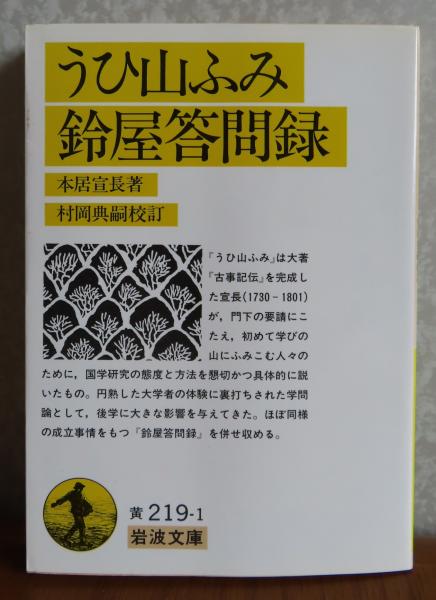 うひ山ふみ
鈴屋答問録
本居宣長著
村岡典嗣校訂
『うひ山ふみ』は大著
『古事記伝』を完成し
た宣長(1730－1801)
が，門下の要請にこ
たえ，初めて学びの
山にふみこむ人々の
ために，国学研究の態度と方法を懇切かつ具体的に説
いたもの。円熟した大学者の体験に裏打ちされた学問
論として，後学に大きな影響を与えてきた。ほぼ同様
の成立事情をもつ『鈴屋答問録』を併せ収める。
黄 219-1
岩波文庫